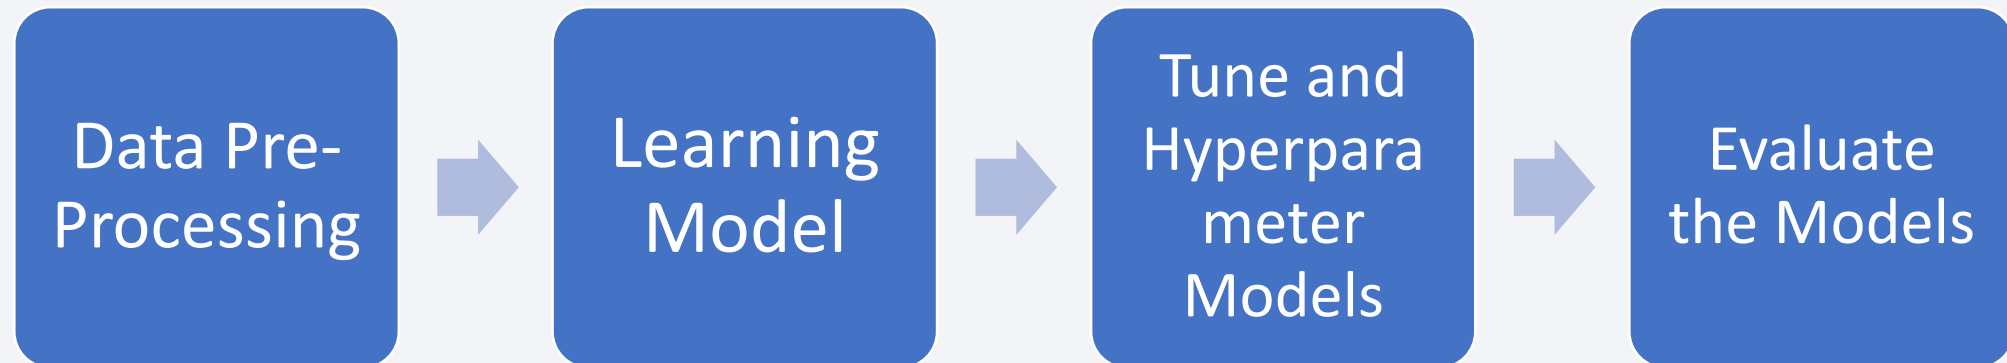 Data Pre-
Processing
Learning
Model
Tune and
Hyperpara
meter
Models
Evaluate
the Models